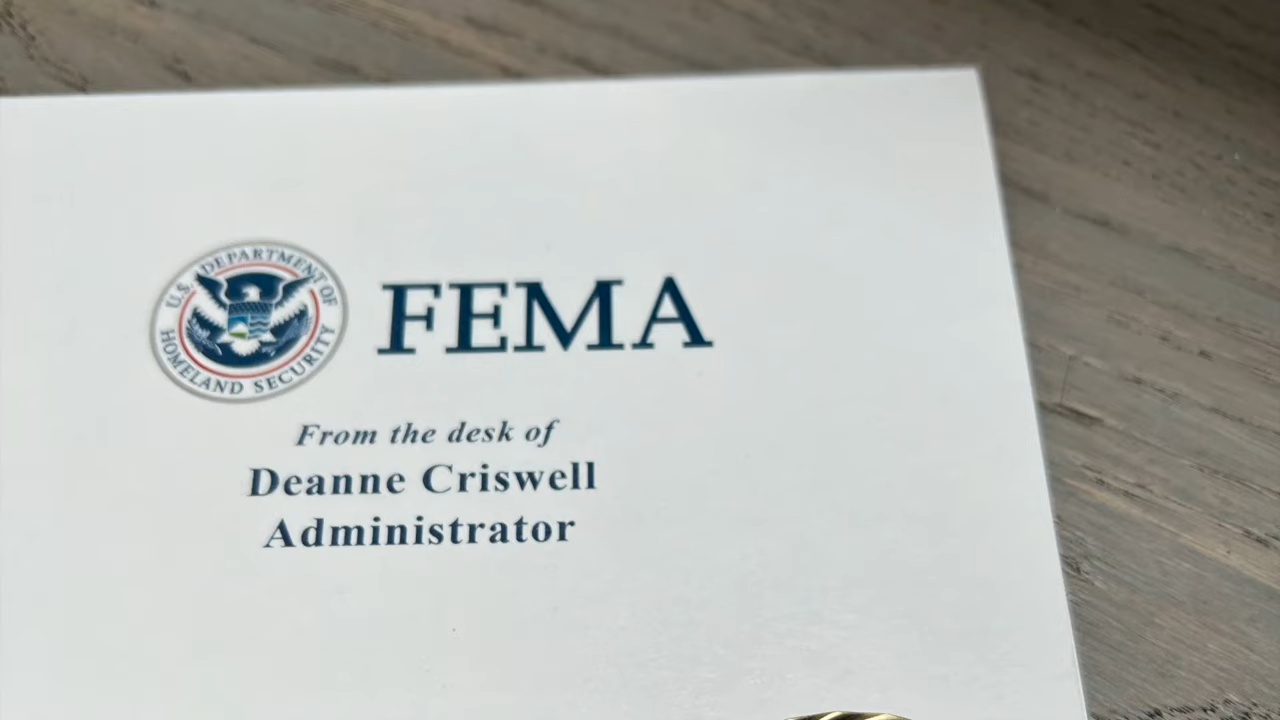 U.S. DEPARTMENT OF HOMELAND SECURITY
FEMA
From the desk of
Deanne Criswell
Administrator